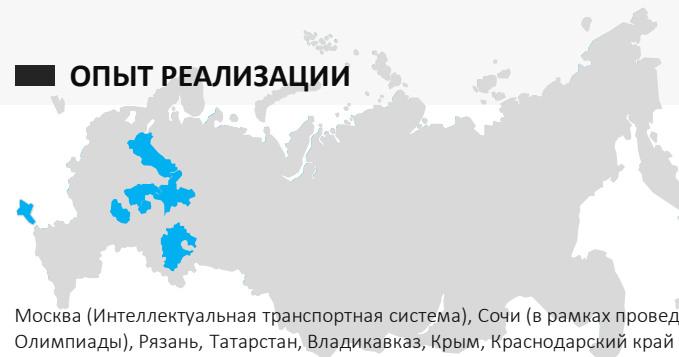 ОПЫТ РЕАЛИЗАЦИИ
Москва (Интеллектуальная транспортная система), Сочи (в рамках провед
Олимпиады), Рязань, Татарстан, Владикавказ, Крым, Краснодарский край